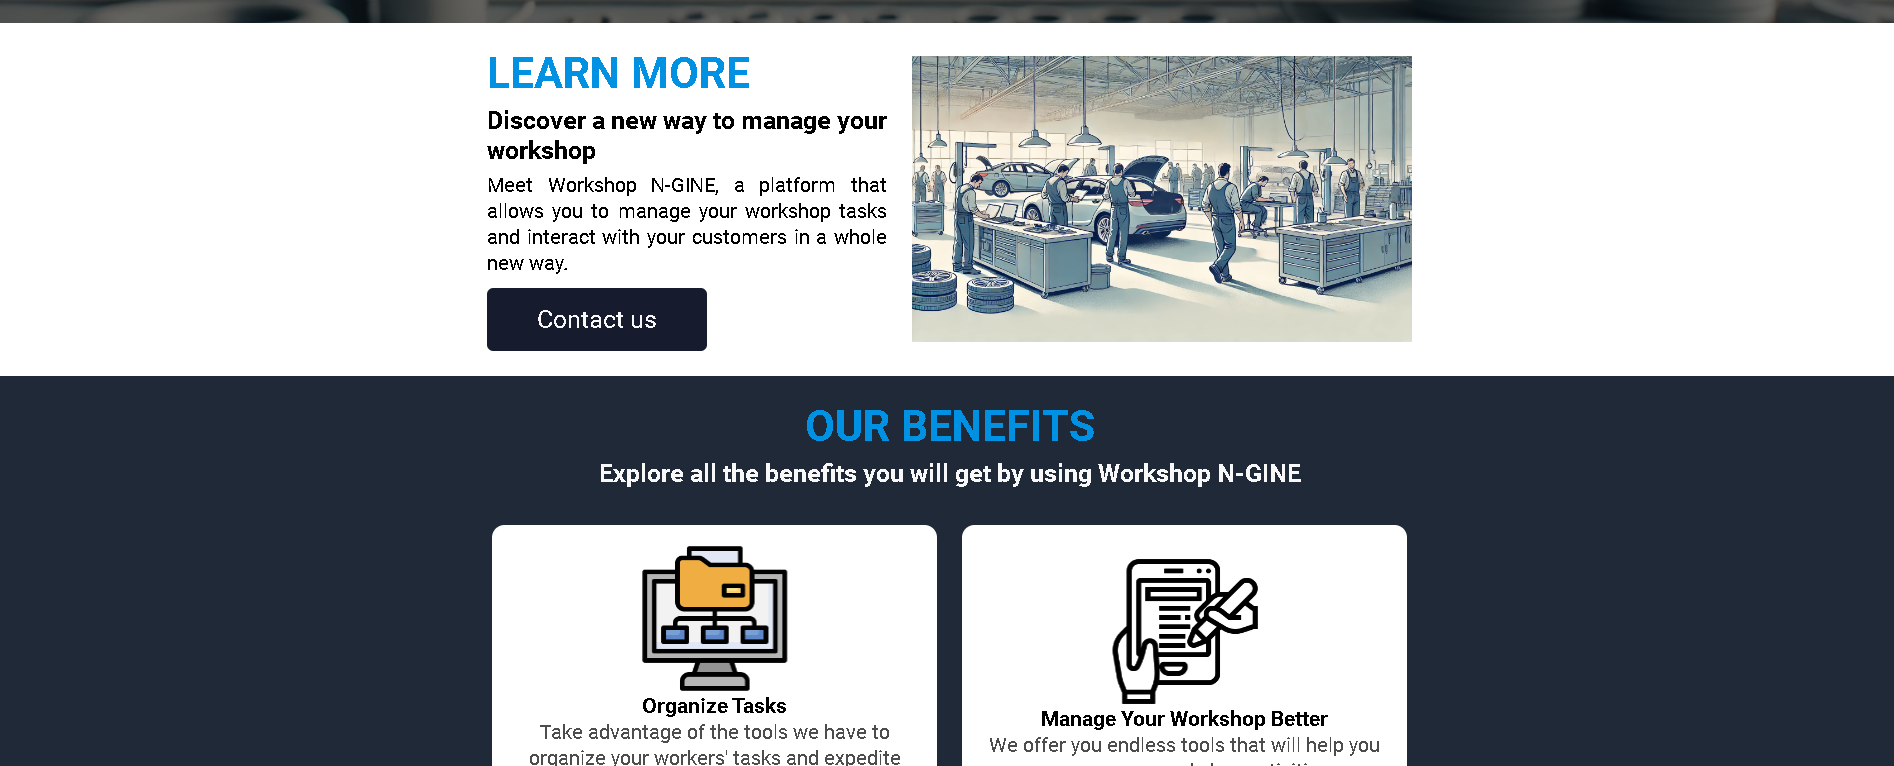 LEARN MORE
Discover a new way to manage your
workshop
Meet Workshop N-GINE, a platform that
allows you to manage your workshop tasks
and interact with your customers in a whole
new way.
Contact us
OUR BENEFITS
Explore all the benefits you will get by using Workshop N-GINE
Organize Tasks
Take advantage of the tools we have to
organize your workers' tasks and expedite
Manage Your Workshop Better
We offer you endless tools that will help you